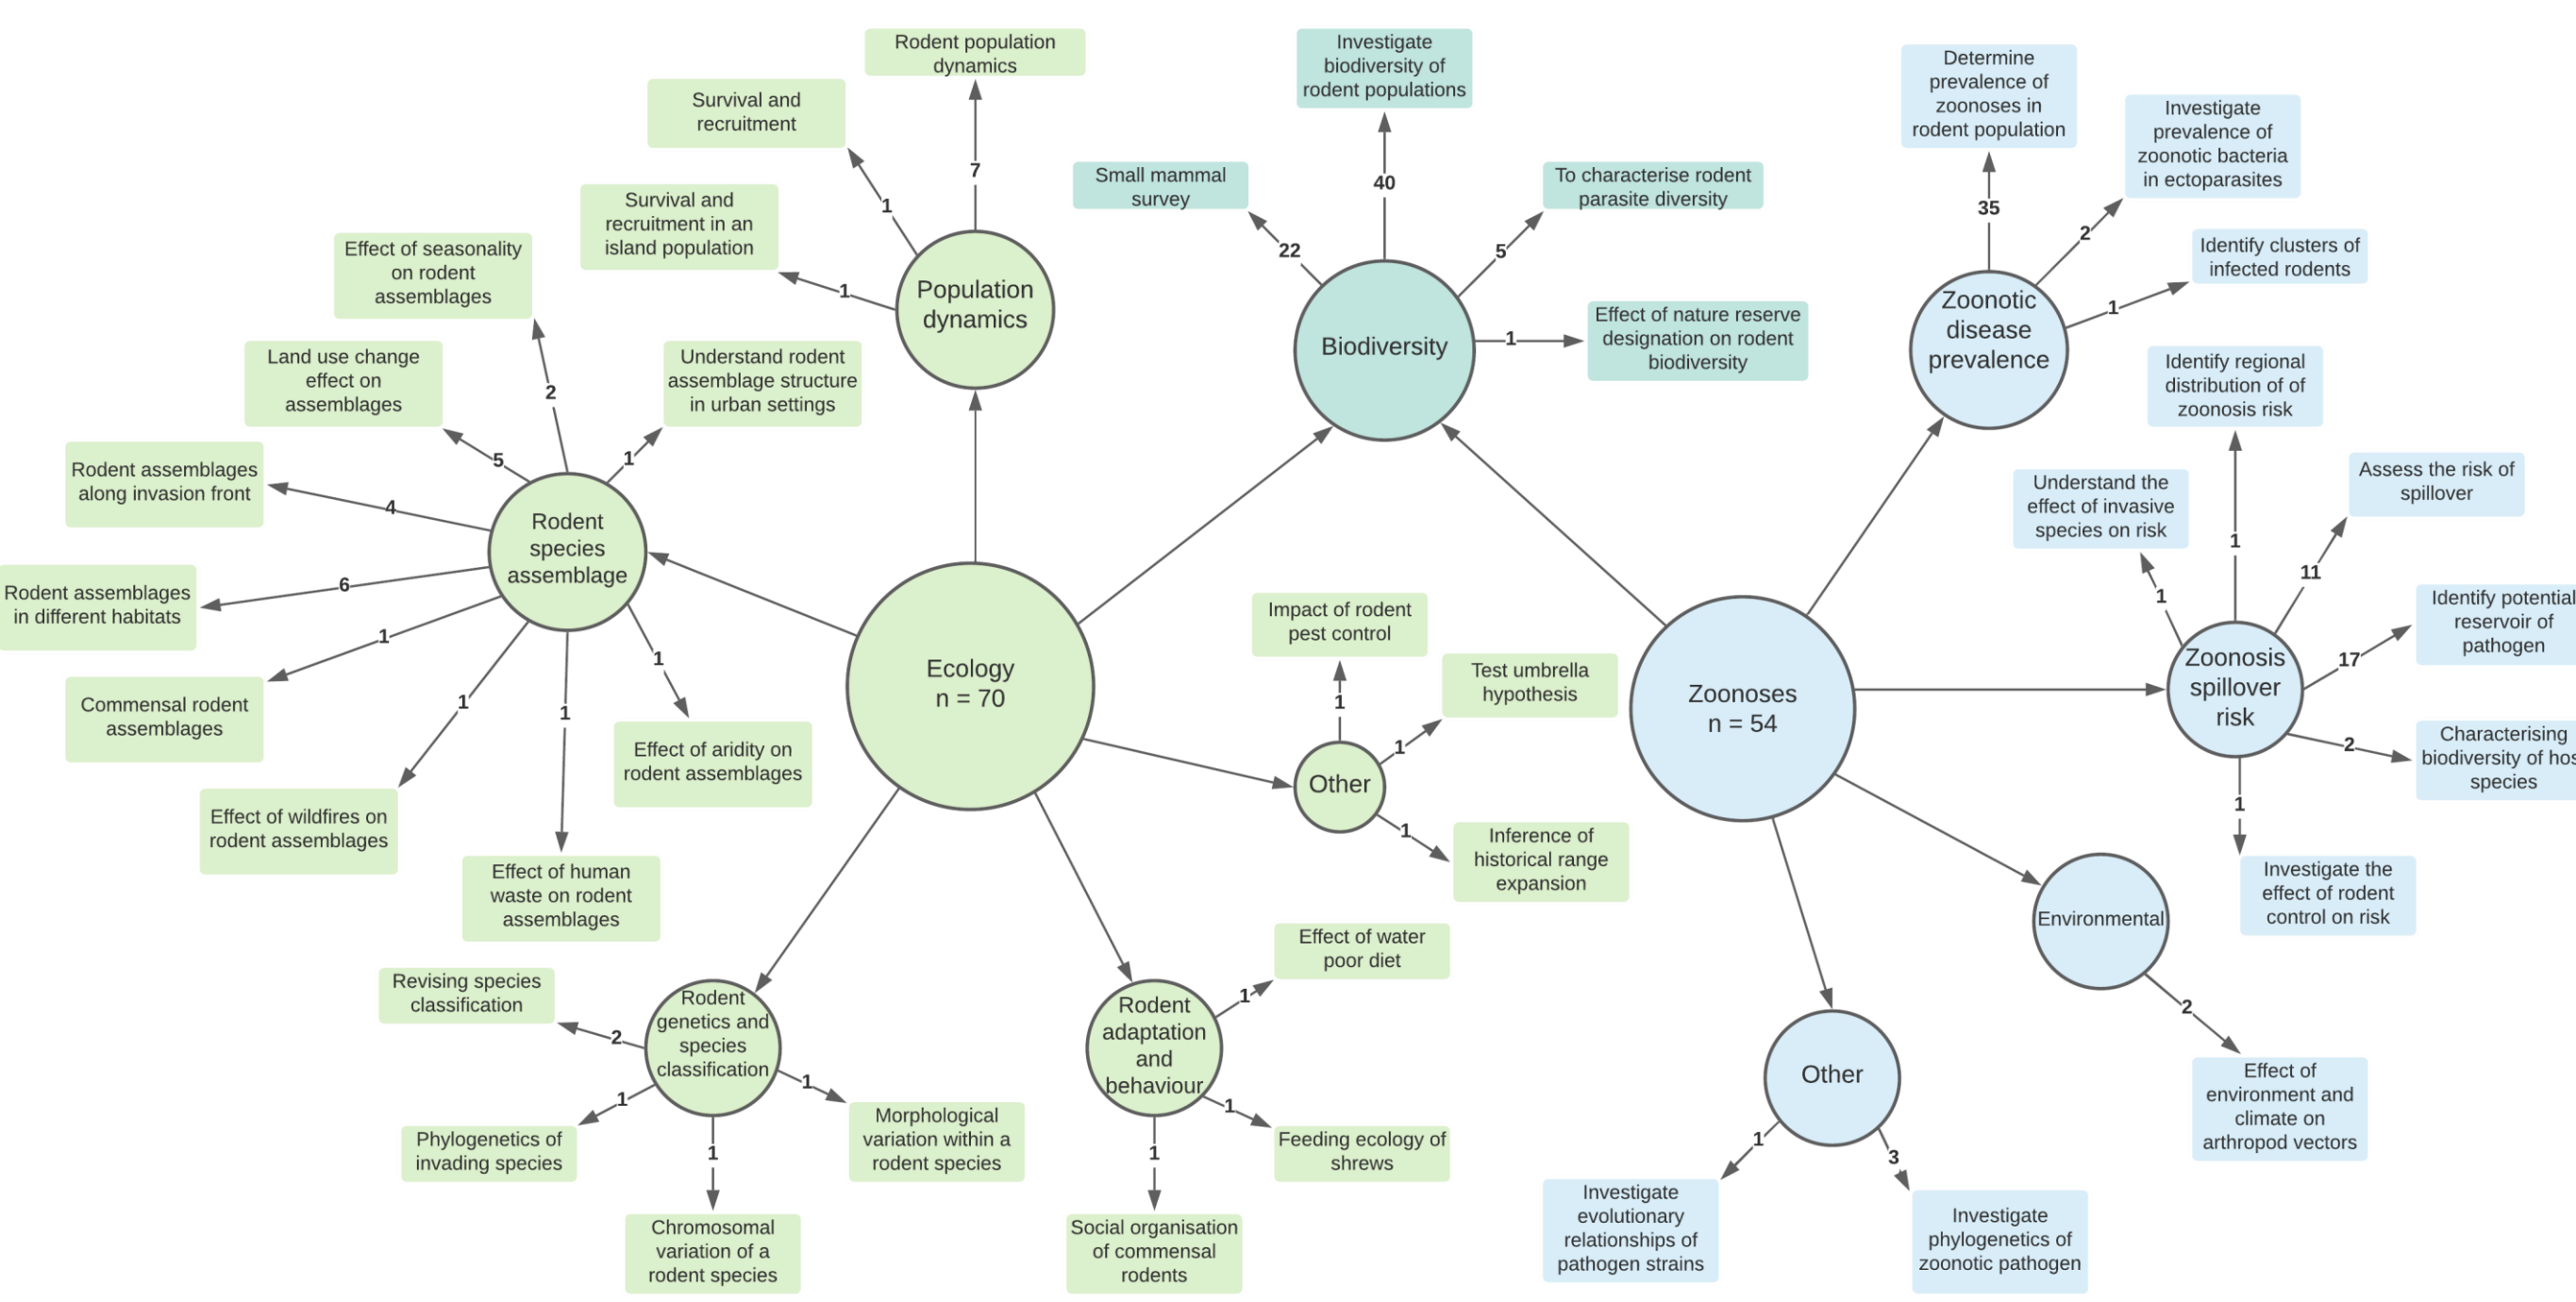 Rodent population
dynamics
7
Survival and
recruitment
1
Survival and
recruitment in an
island population
1
Population
dynamics
Effect of seasonality
on rodent
assemblages
2
Land use change
effect on
assemblages
5
Understand rodent
assemblage structure
in urban settings
1
Rodent assemblages
along invasion front
4
Rodent
species
assemblage
Rodent assemblages
in different habitats
6
Commensal rodent
assemblages
1
Effect of wildfires on
rodent assemblages
1
Effect of human
waste on rodent
assemblages
1
Effect of aridity on
rodent assemblages
1
Ecology
n = 70
Investigate
biodiversity of
rodent populations
40
Small mammal
survey
22
To characterise rodent
parasite diversity
5
Effect of nature reserve
designation on rodent
biodiversity
1
Biodiversity
Impact of rodent
pest control
1
Test umbrella
hypothesis
1
Other
Inference of
historical range
expansion
1
Revising species
classification
2
Rodent
genetics and
species
classification
Phylogenetics of
invading species
1
Chromosomal
variation of a
rodent species
1
Morphological
variation within a
rodent species
1
Rodent
adaptation
and
behaviour
Effect of water
poor diet
1
Feeding ecology of
shrews
1
Social organisation
of commensal
rodents
1
Zoonoses
n = 54
Determine
prevalence of
zoonoses in
rodent population
35
Investigate
prevalence of
zoonotic bacteria
in ectoparasites
2
Identify clusters of
infected rodents
1
Zoonotic
disease
prevalence
Identify regional
distribution of of
zoonosis risk
1
Understand the
effect of invasive
species on risk
1
Assess the risk of
spillover
11
Identify potential
reservoir of
pathogen
17
Zoonosis
spillover
risk
Characterising
biodiversity of hos
species
2
Investigate the
effect of rodent
control on risk
1
Environmental
2
Effect of
environment and
climate on
arthropod vectors
Other
1
Investigate
evolutionary
relationships of
pathogen strains
3
Investigate
phylogenetics of
zoonotic pathogen